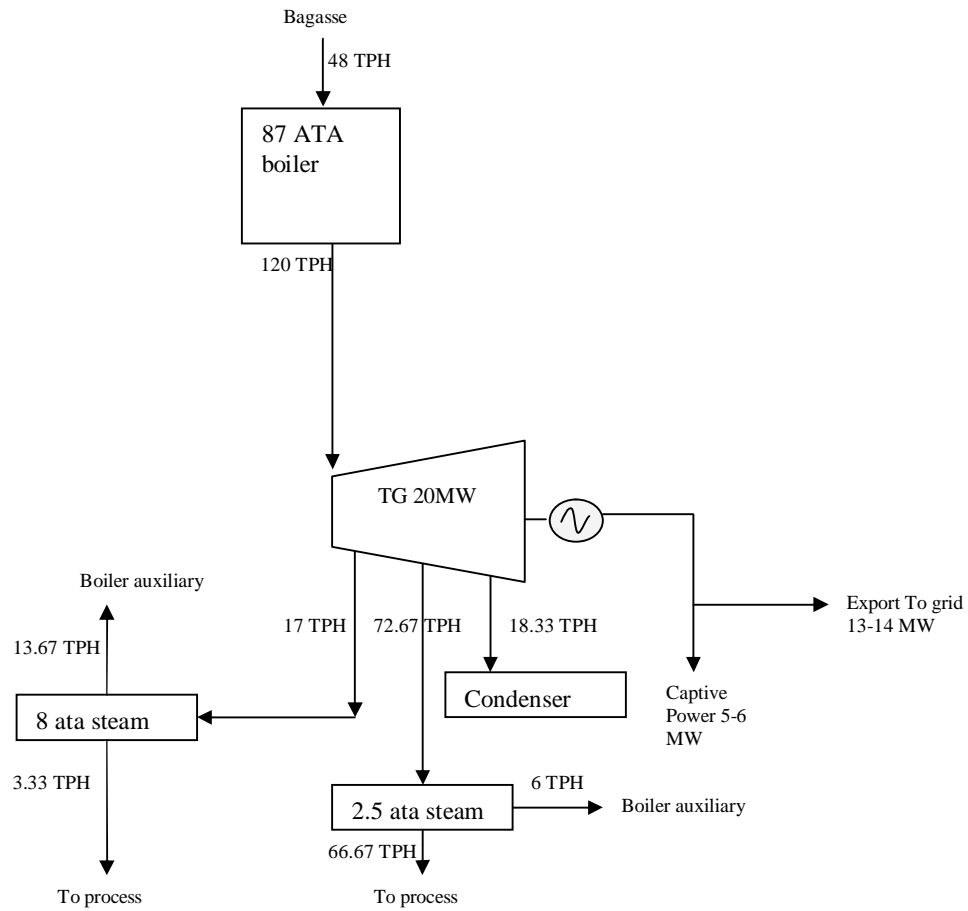 Bagasse
48 TPH
87 ATA
boiler
120 TPH
TG 20MW
Boiler auxiliary
17 TPH
72.67 TPH
18.33 TPH
Export To grid
13-14 MW
13.67 TPH
Condenser
Captive
Power 5-6
MW
8 ata steam
3.33 TPH
6 TPH
2.5 ata steam
Boiler auxiliary
66.67 TPH
To process
To process